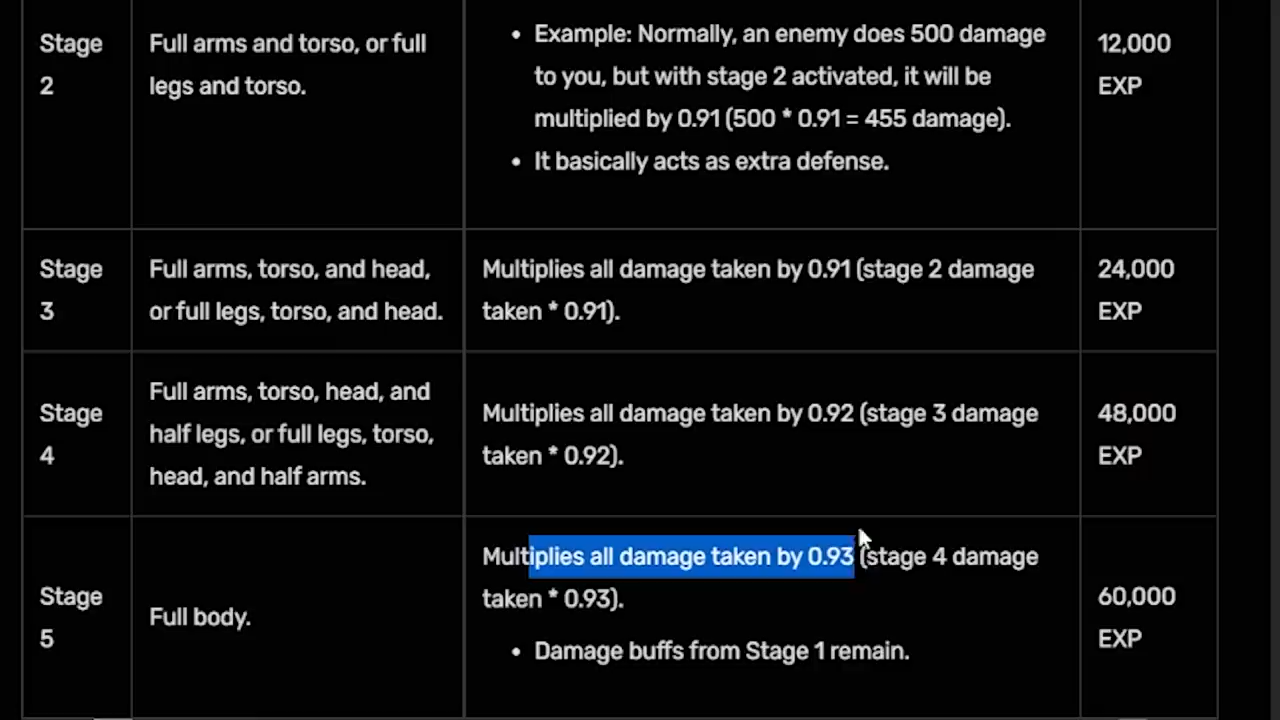 Stage
2
Full arms and torso, or full
legs and torso.
• Example: Normally, an enemy does 500 damage
to you, but with stage 2 activated, it will be
multiplied by 0.91 (500 * 0.91 = 455 damage).
• It basically acts as extra defense.
12,000
EXP
Stage
3
Full arms, torso, and head,
or full legs, torso, and head.
Multiplies all damage taken by 0.91 (stage 2 damage
taken * 0.91).
24,000
EXP
Stage
4
Full arms, torso, head, and
half legs, or full legs, torso,
head, and half arms.
Multiplies all damage taken by 0.92 (stage 3 damage
taken * 0.92).
48,000
EXP
Stage
5
Full body.
Multiplies all damage taken by 0.93 (stage 4 damage
taken * 0.93).
• Damage buffs from Stage 1 remain.
60,000
EXP